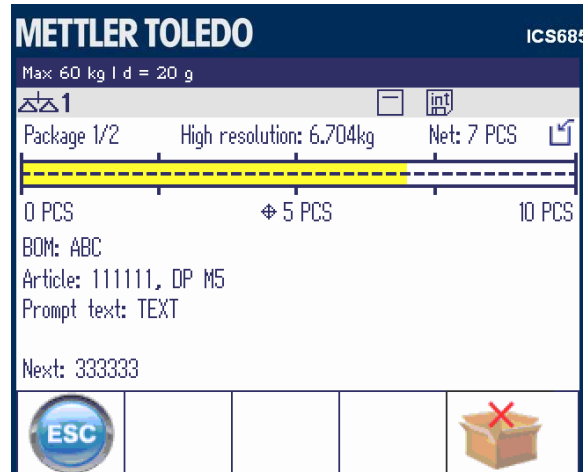 METTLER TOLEDO
ICS685
Max 60 kg | d = 20 g
1
int
Package 1/2 High resolution: 6.704kg Net: 7 PCS
0 PCS 5 PCS 10 PCS
BOM: ABC
Article: 111111, DP M5
Prompt text: TEXT
Next: 333333
ESC